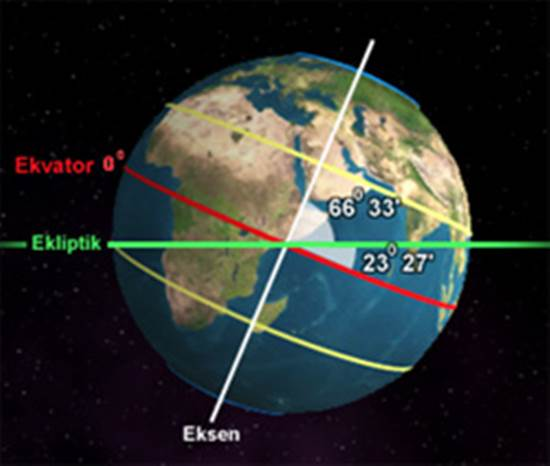 Ekvator 0°
66° 33'
Ekliptik
23° 27'
Eksen